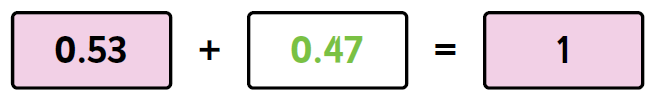 0.53 + 0.47 = 1